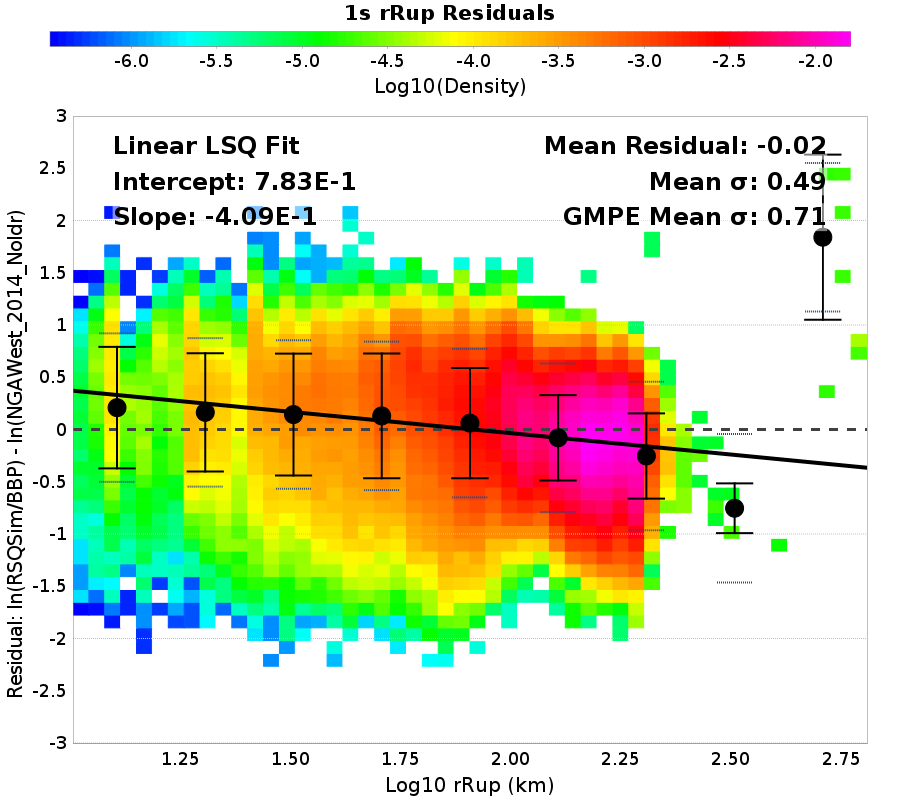 1s rRup Residuals
-6.0 -5.5 -5.0 -4.5 -4.0 -3.5 -3.0 -2.5 -2.0
Log10(Density)
Linear LSQ Fit
Intercept: 7.83E-1
Slope: -4.09E-1
Mean Residual: -0.02
Mean σ: 0.49
GMPE Mean σ: 0.71
Residual: ln(RSQSim/BBP) - ln(NGAWest_2014_NoIdr)
3
2.5
2
1.5
1
0.5
0
-0.5
-1
-1.5
-2
-2.5
-3
1.25 1.50 1.75 2.00 2.25 2.50 2.75
Log10 rRup (km)